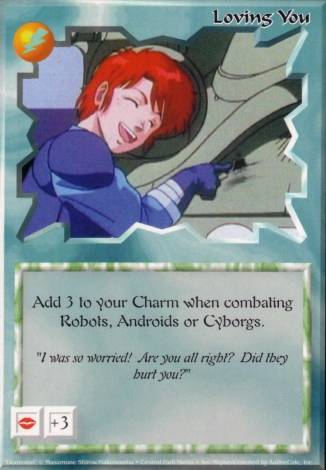 Loving You
Add 3 to your Charm when combating
Robots, Androids or Cyborgs.
"I was so worried! Are you all right? Did they
hurt you?"
+3